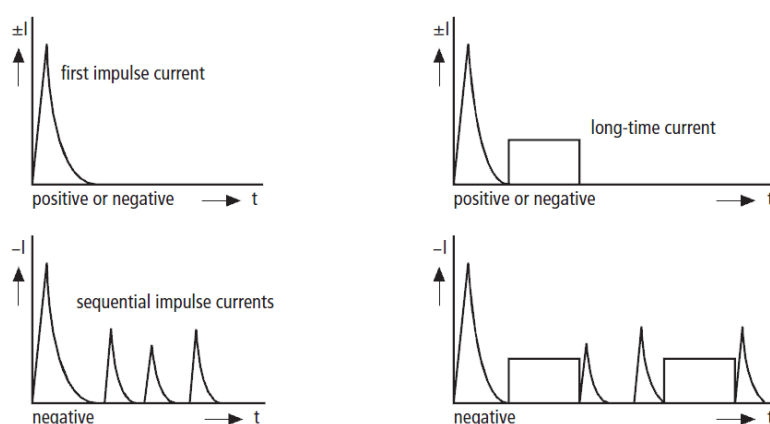 ±I
first impulse current
positive or negative
t
±I
long-time current
positive or negative
t
–I
sequential impulse currents
negative
t
–I
negative
t